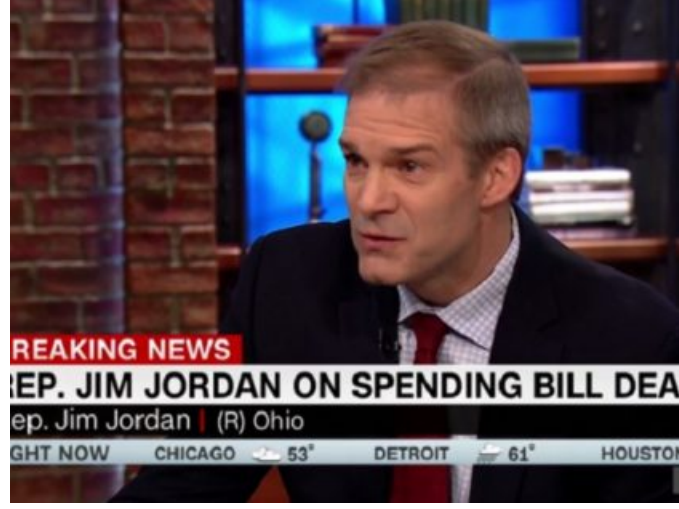 REAKING NEWS
EP. JIM JORDAN ON SPENDING BILL DEA
ep. Jim Jordan | (R) Ohio
GHT NOW CHICAGO 53° DETROIT 61° HOUSTON